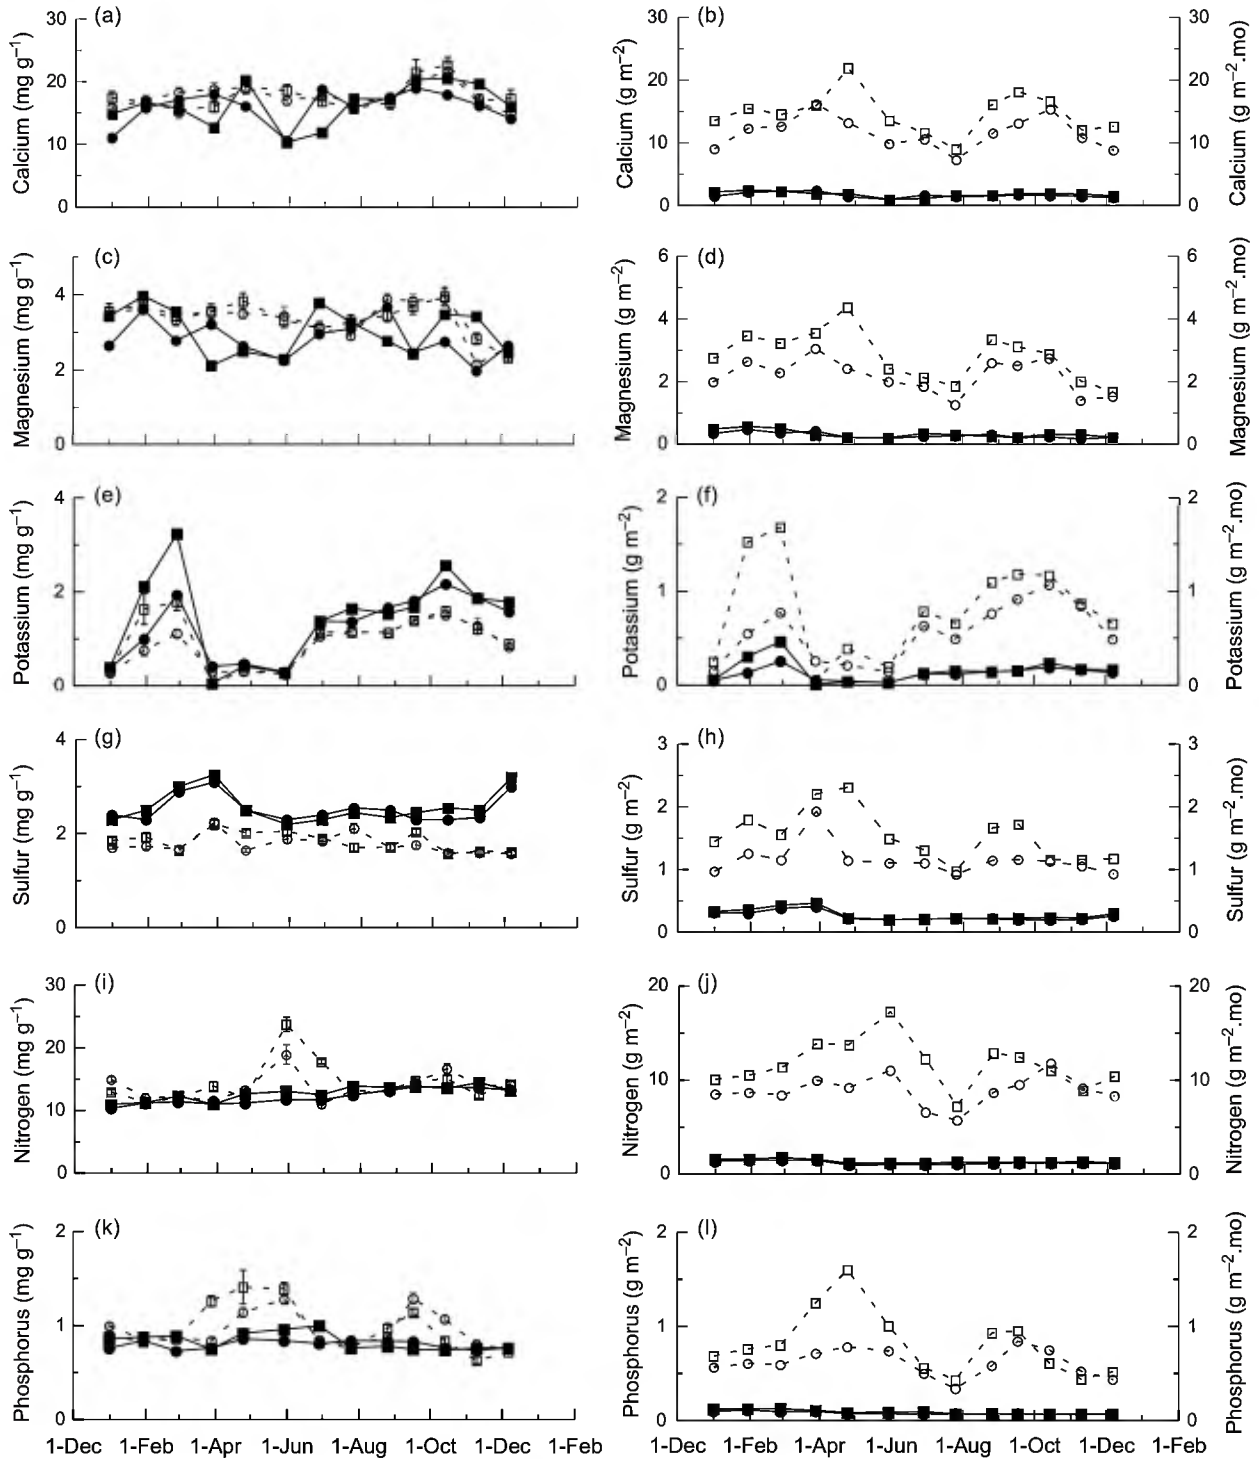 (a)
Calcium (mg g⁻¹)
30
20
10
0
(b)
Calcium (g m⁻²)
30
20
10
0
30
20
10
0
Calcium (g m⁻².mo)
(c)
Magnesium (mg g⁻¹)
4
2
0
(d)
Magnesium (g m⁻²)
6
4
2
0
6
4
2
0
Magnesium (g m⁻².mo)
(e)
Potassium (mg g⁻¹)
4
2
0
(f)
Potassium (g m⁻²)
2
1
0
2
1
0
Potassium (g m⁻².mo)
(g)
Sulfur (mg g⁻¹)
4
2
0
(h)
Sulfur (g m⁻²)
3
2
1
0
3
2
1
0
Sulfur (g m⁻².mo)
(i)
Nitrogen (mg g⁻¹)
30
20
10
0
(j)
Nitrogen (g m⁻²)
20
10
0
20
10
0
Nitrogen (g m⁻².mo)
(k)
Phosphorus (mg g⁻¹)
2
1
0
(l)
Phosphorus (g m⁻²)
2
1
0
2
1
0
Phosphorus (g m⁻².mo)
1-Dec 1-Feb 1-Apr 1-Jun 1-Aug 1-Oct 1-Dec 1-Feb
1-Dec 1-Feb 1-Apr 1-Jun 1-Aug 1-Oct 1-Dec 1-Feb